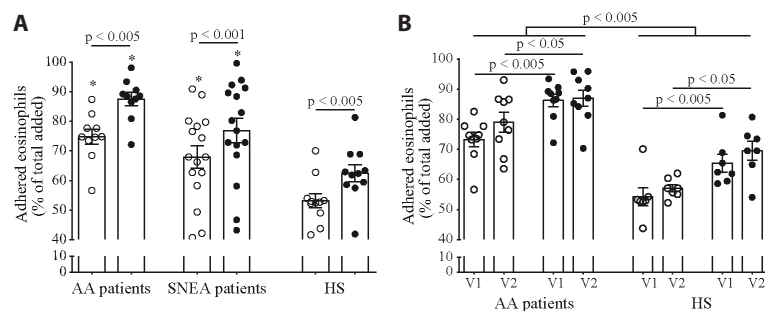 A
p < 0.005
p < 0.001
p < 0.005
*
*
*
*
Adhered eosinophils
(% of total added)
100
90
80
70
60
50
40
10
0
AA patients
SNEA patients
HS
B
p < 0.005
p < 0.05
p < 0.005
p < 0.05
p < 0.005
Adhered eosinophils
(% of total added)
100
90
80
70
60
50
40
10
0
V1 V2 V1 V2 V1 V2 V1 V2
AA patients
HS